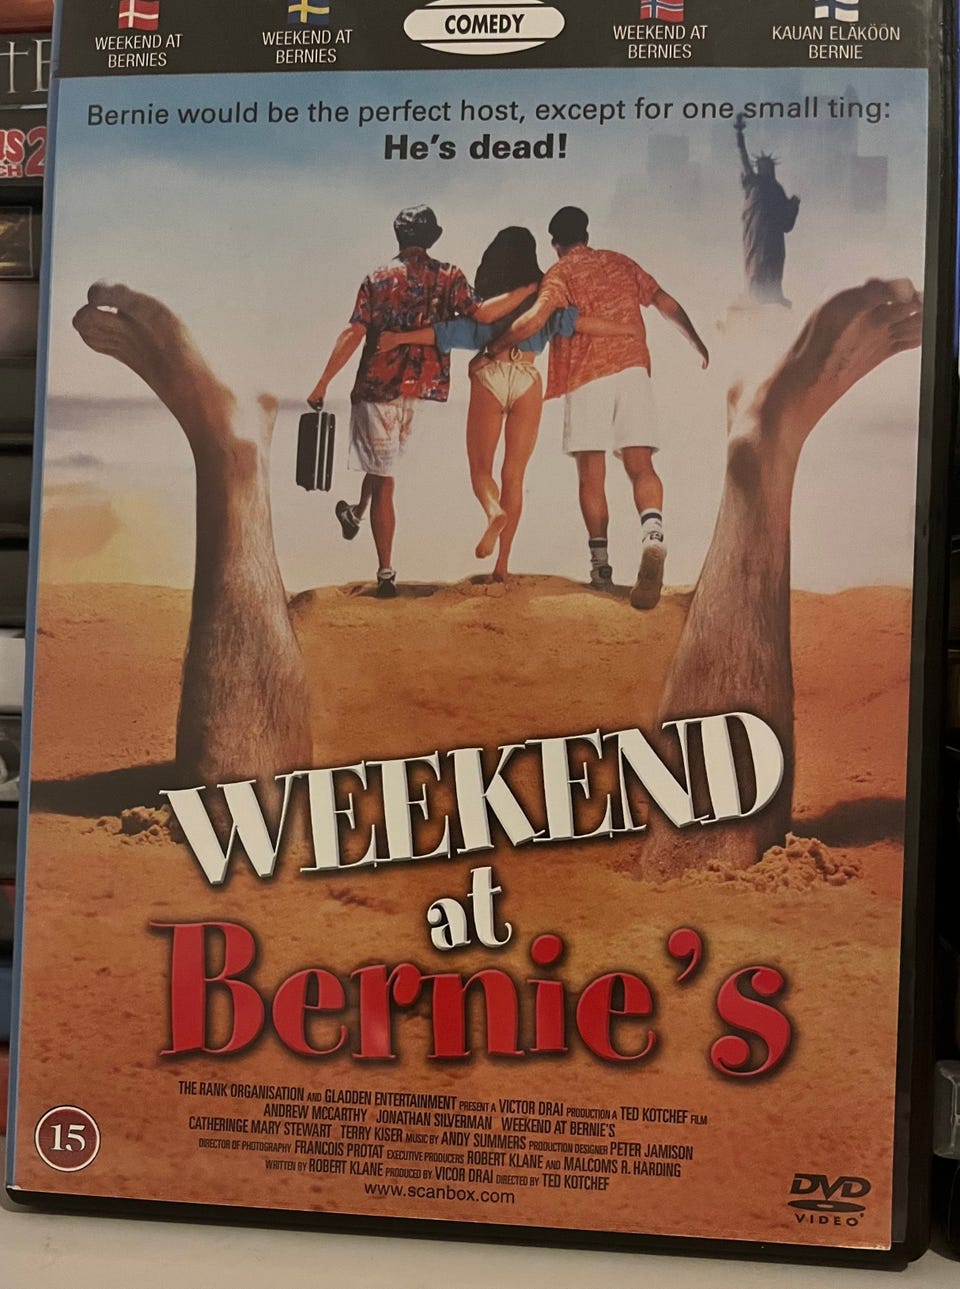 COMEDY
WEEKEND AT
BERNIES
WEEKEND AT
BERNIES
WEEKEND AT
BERNIES
KAUAN ELÄKÖÖN
BERNIE
Bernie would be the perfect host, except for one small ting:
He's dead!
WEEKEND
at
Bernie's
THE RANK ORGANISATION AND GLADDEN ENTERTAINMENT PRESENT A VICTOR DRAI PRODUCTION A TED KOTCHEF FILM
ANDREW MCCARTHY JONATHAN SILVERMAN WEEKEND AT BERNIE'S
CATHERINGE MARY STEWART TERRY KISER MUSIC BY ANDY SUMMERS PRODUCTION DESIGNER PETER JAMISON
DIRECTOR OF PHOTOGRAPHY FRANCOIS PROTAT EXECUTIVE PRODUCERS ROBERT KLANE AND MALCOMS R. HARDING
WRITTEN BY ROBERT KLANE PRODUCED BY VICOR DRAI DIRECTED BY TED KOTCHEF
www.scanbox.com
15
DVD
VIDEO